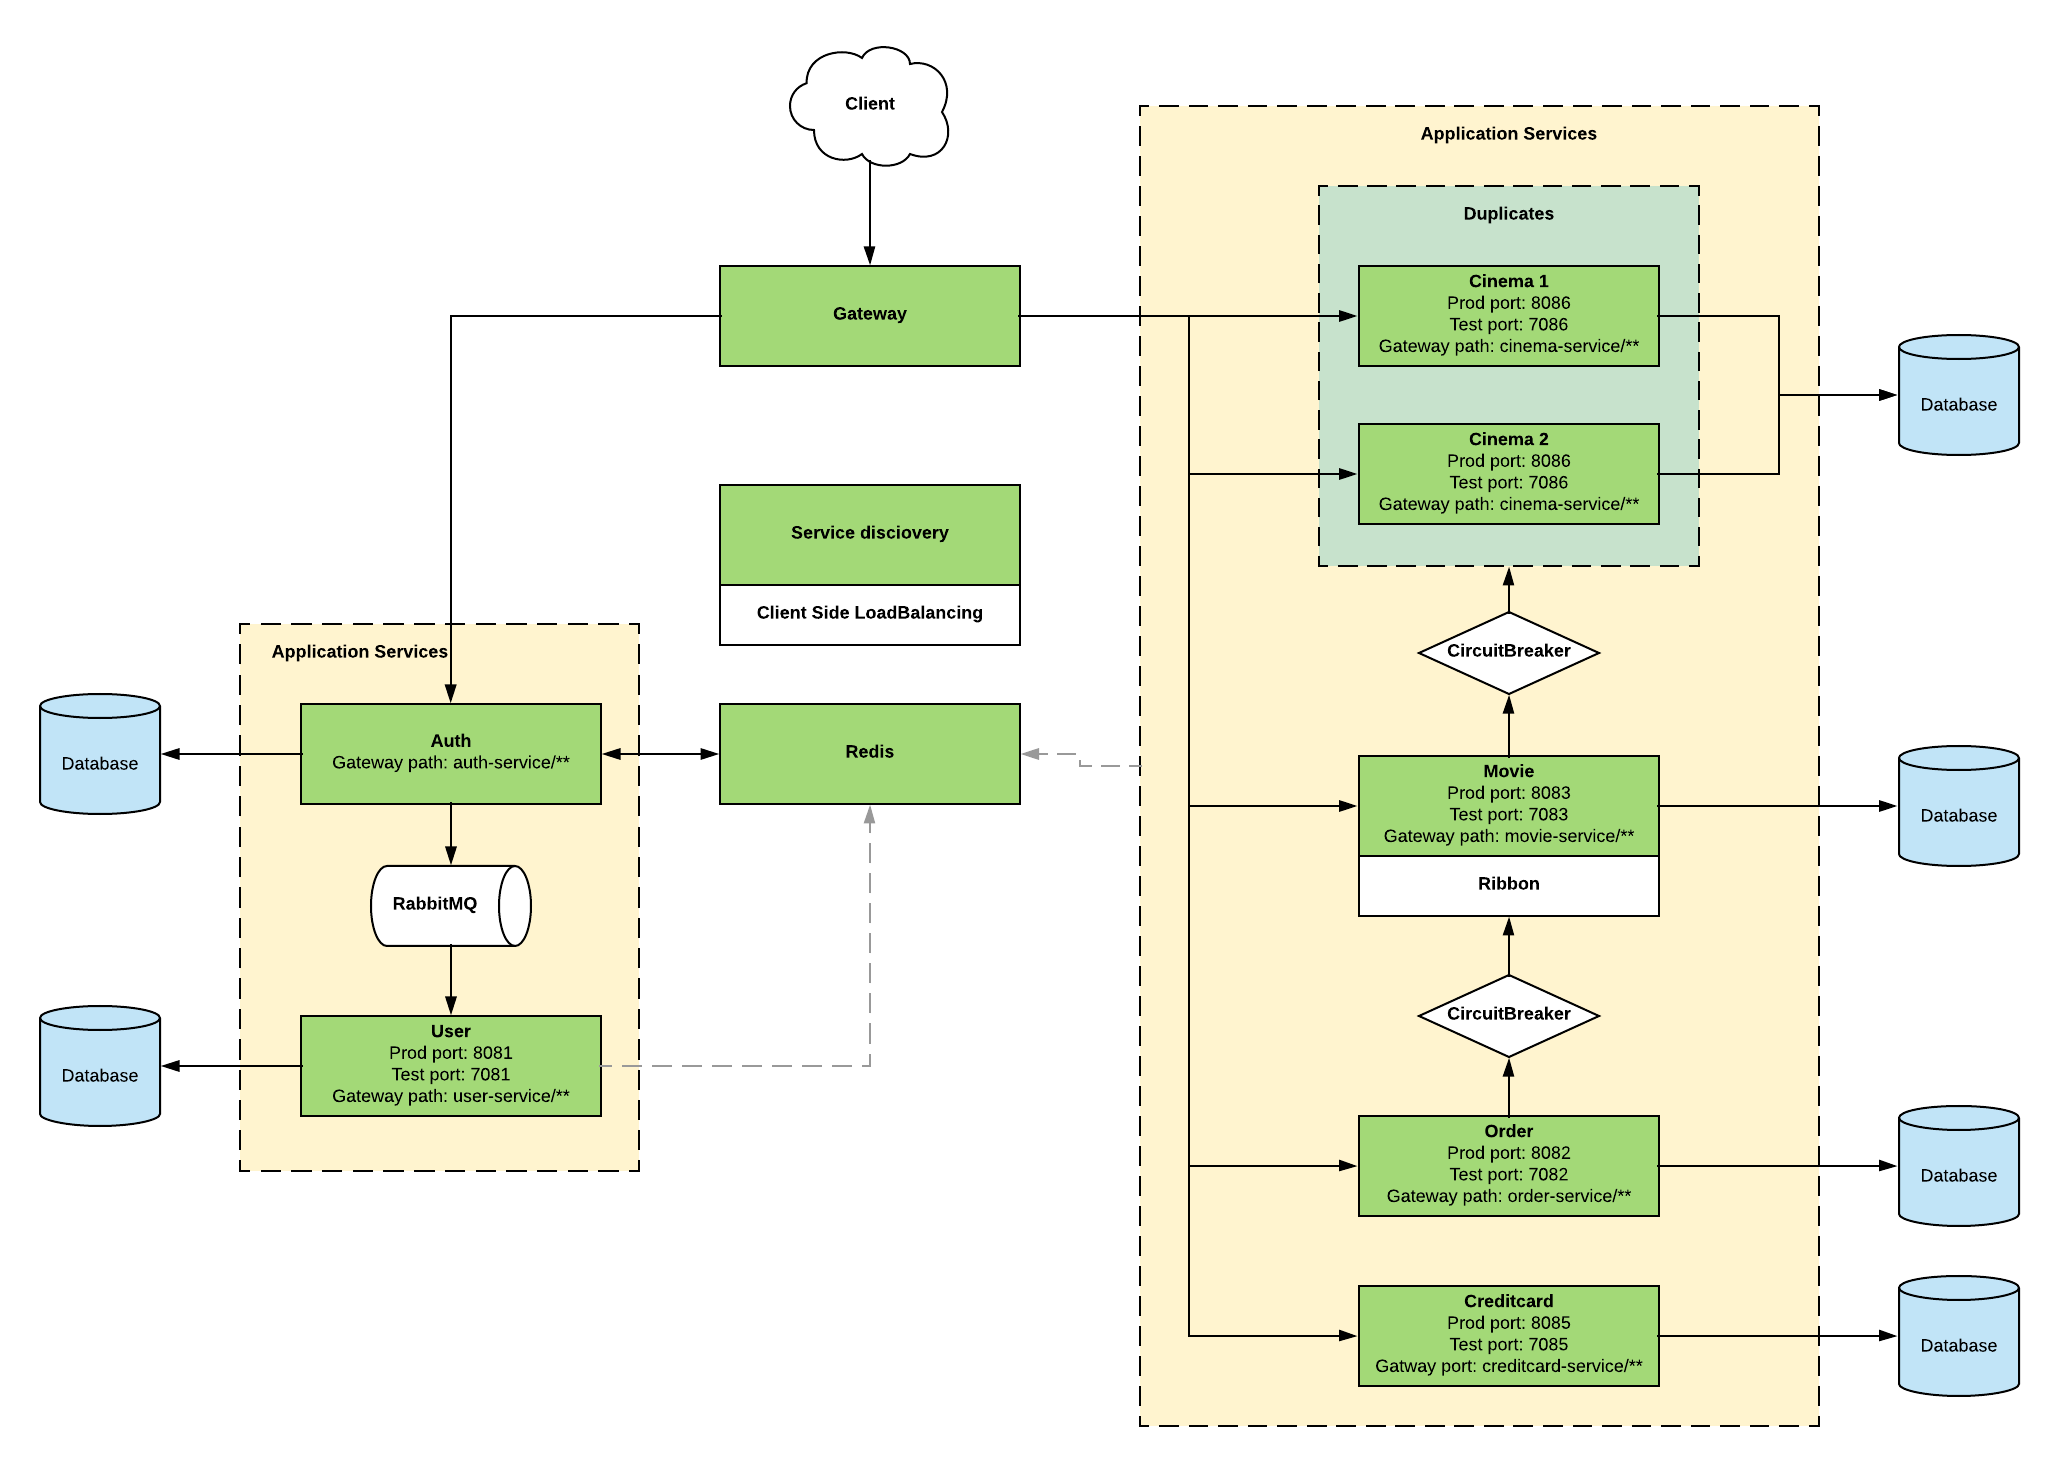 Client
Gateway
Service disciovery
Client Side LoadBalancing
Application Services
Auth
Gateway path: auth-service/**
Redis
RabbitMQ
User
Prod port: 8081
Test port: 7081
Gateway path: user-service/**
Database
Database
Application Services
Duplicates
Cinema 1
Prod port: 8086
Test port: 7086
Gateway path: cinema-service/**
Cinema 2
Prod port: 8086
Test port: 7086
Gateway path: cinema-service/**
Database
CircuitBreaker
Movie
Prod port: 8083
Test port: 7083
Gateway path: movie-service/**
Ribbon
Database
CircuitBreaker
Order
Prod port: 8082
Test port: 7082
Gateway path: order-service/**
Database
Creditcard
Prod port: 8085
Test port: 7085
Gatway port: creditcard-service/**
Database